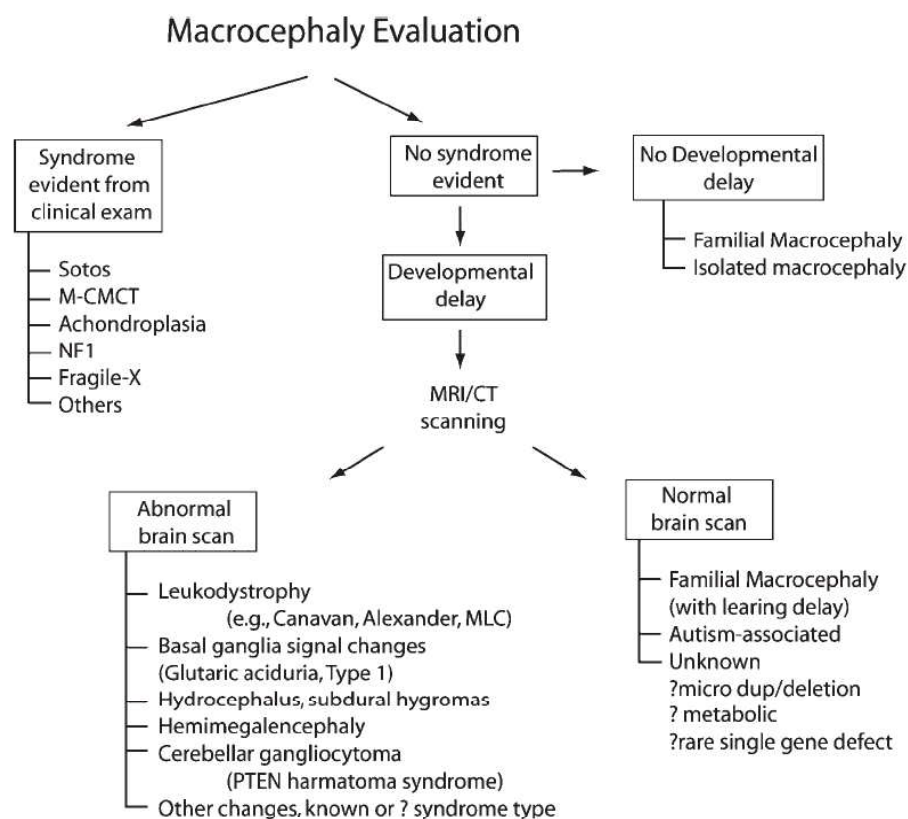 Macrocephaly Evaluation
Syndrome
evident from
clinical exam
Sotos
M-CMCT
Achondroplasia
NF1
Fragile-X
Others
No syndrome
evident
No Developmental
delay
Familial Macrocephaly
Isolated macrocephaly
Developmental
delay
MRI/CT
scanning
Abnormal
brain scan
Leukodystrophy
(e.g., Canavan, Alexander, MLC)
Basal ganglia signal changes
(Glutaric aciduria, Type 1)
Hydrocephalus, subdural hygromas
Hemimegalencephaly
Cerebellar gangliocytoma
(PTEN harmatoma syndrome)
Other changes, known or ? syndrome type
Normal
brain scan
Familial Macrocephaly
(with learing delay)
Autism-associated
Unknown
?micro dup/deletion
? metabolic
?rare single gene defect